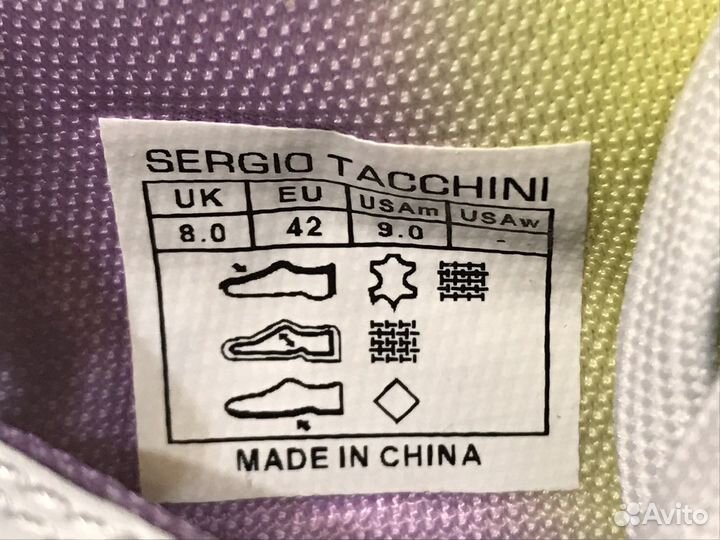 SERGIO TACCHINI
UK EU USAm USAw
8.0 42 9.0 -
MADE IN CHINA
Avito